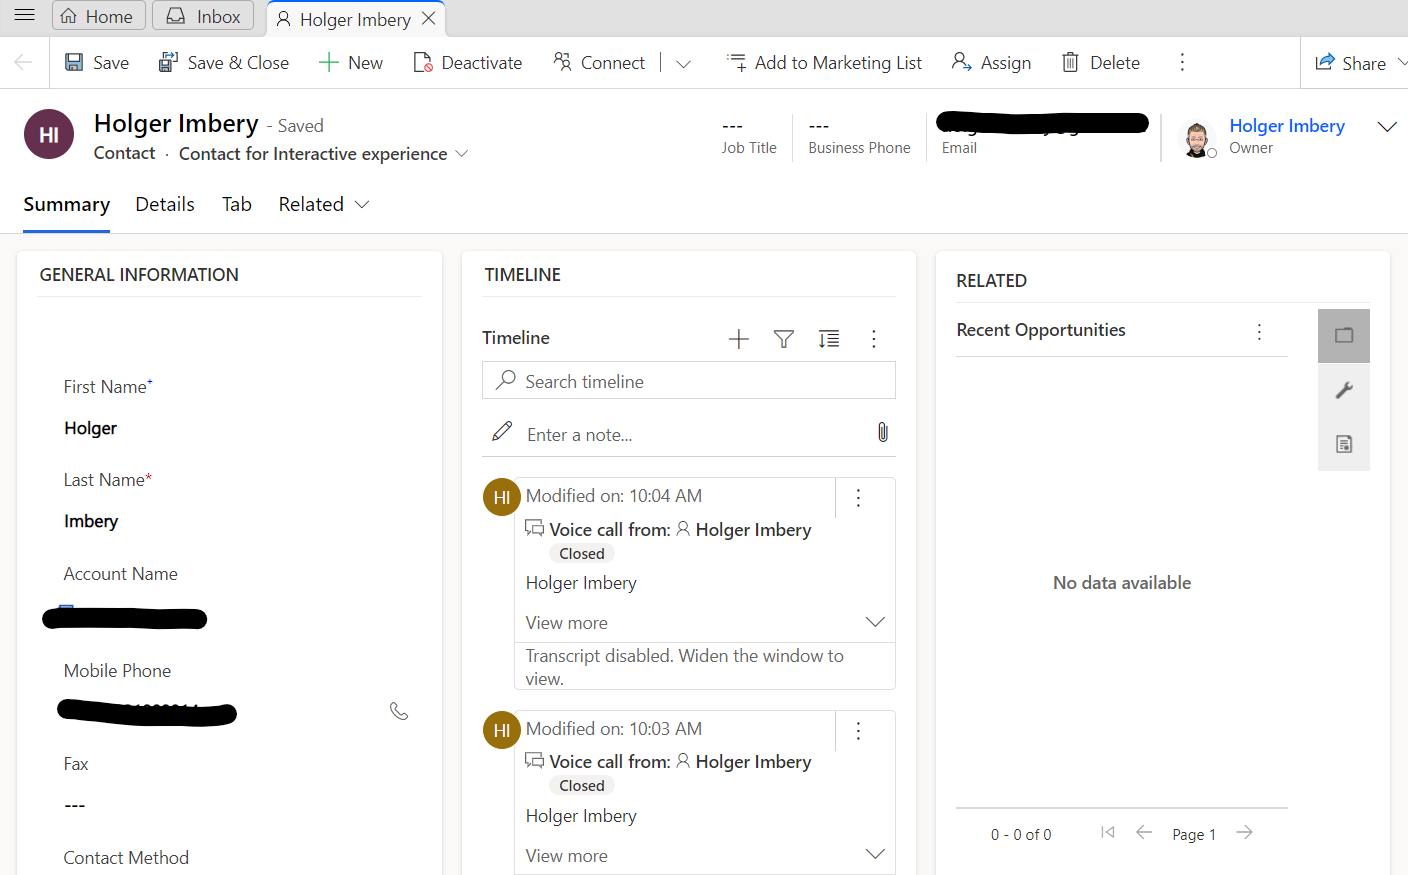 Home
Inbox
Holger Imbery
Save
Save & Close
New
Deactivate
Connect
Add to Marketing List
Assign
Delete
Share
HI
Holger Imbery - Saved
Contact · Contact for Interactive experience
---
Job Title
---
Business Phone
Email
Holger Imbery
Owner
Summary
Details
Tab
Related
GENERAL INFORMATION
First Name+
Holger
Last Name*
Imbery
Account Name
Mobile Phone
Fax
---
Contact Method
TIMELINE
Timeline
Search timeline
Enter a note...
HI
Modified on: 10:04 AM
Voice call from: Holger Imbery
Closed
Holger Imbery
View more
Transcript disabled. Widen the window to
view.
HI
Modified on: 10:03 AM
Voice call from: Holger Imbery
Closed
Holger Imbery
View more
RELATED
Recent Opportunities
No data available
0 - 0 of 0
Page 1